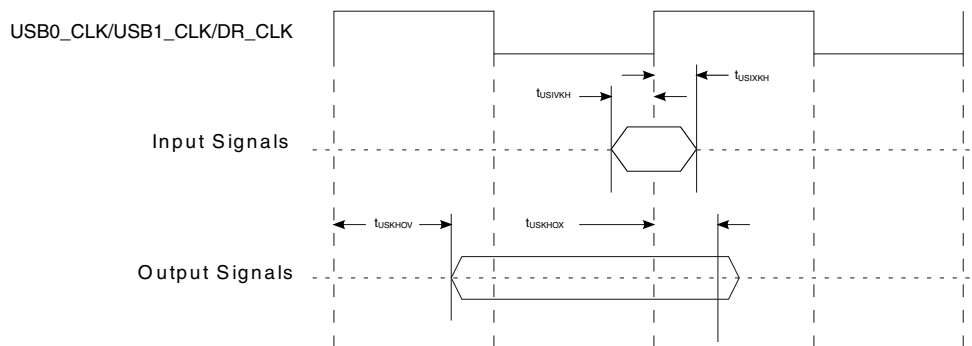 USB0_CLK/USB1_CLK/DR_CLK
tUSIXKH
tUSIVKH
Input Signals
tUSKHOV
tUSKHOX
Output Signals